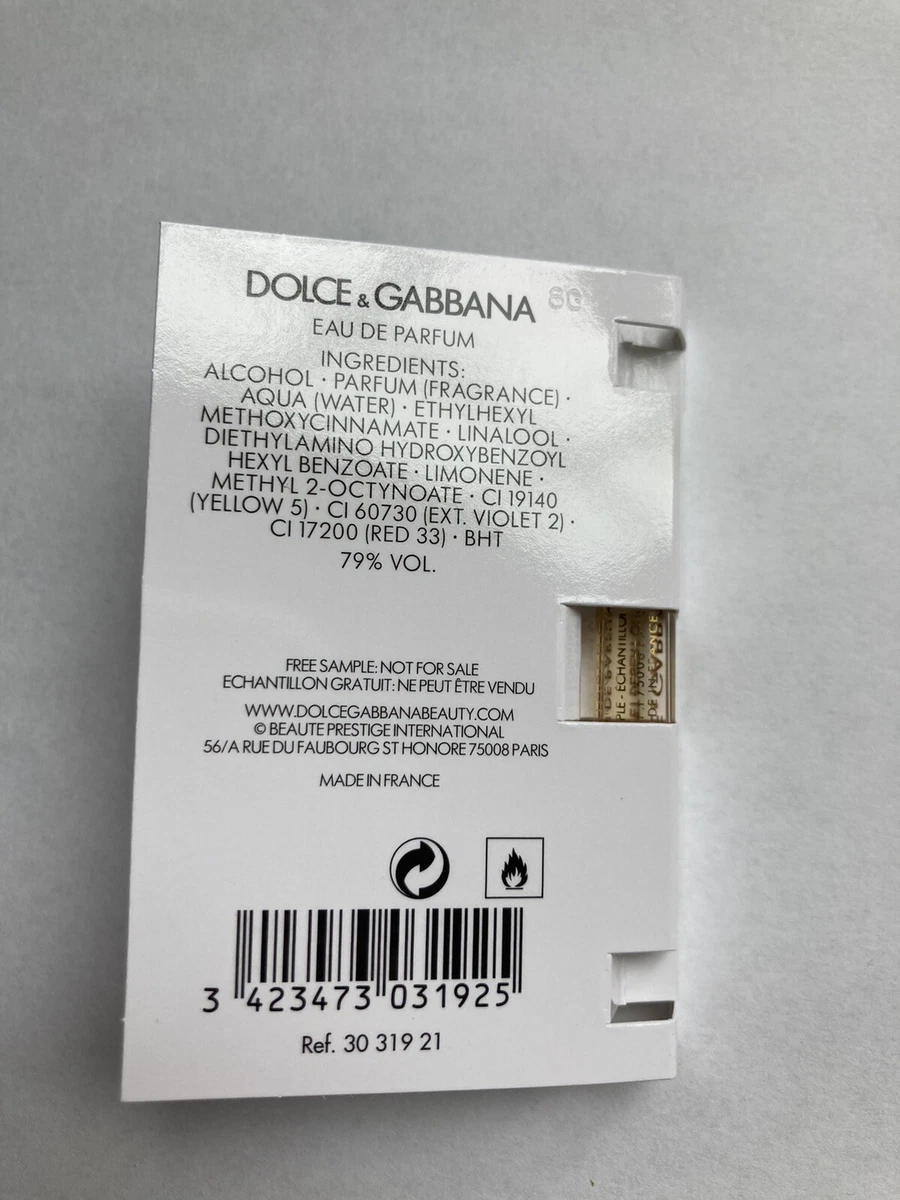 DOLCE & GABBANA
EAU DE PARFUM
INGREDIENTS:
ALCOHOL · PARFUM (FRAGRANCE) ·
AQUA (WATER) · ETHYLHEXYL
METHOXYCINNAMATE · LINALOOL ·
DIETHYLAMINO HYDROXYBENZOYL
HEXYL BENZOATE · LIMONENE ·
METHYL 2-OCTYNOATE · CI 19140
(YELLOW 5) · CI 60730 (EXT. VIOLET 2) ·
CI 17200 (RED 33) · BHT
79% VOL.
FREE SAMPLE: NOT FOR SALE
ECHANTILLON GRATUIT: NE PEUT ÊTRE VENDU
WWW.DOLCEGABBANABEAUTY.COM
© BEAUTE PRESTIGE INTERNATIONAL
56/A RUE DU FAUBOURG ST HONORE 75008 PARIS
MADE IN FRANCE
3 423473 031925
Ref. 30 319 21